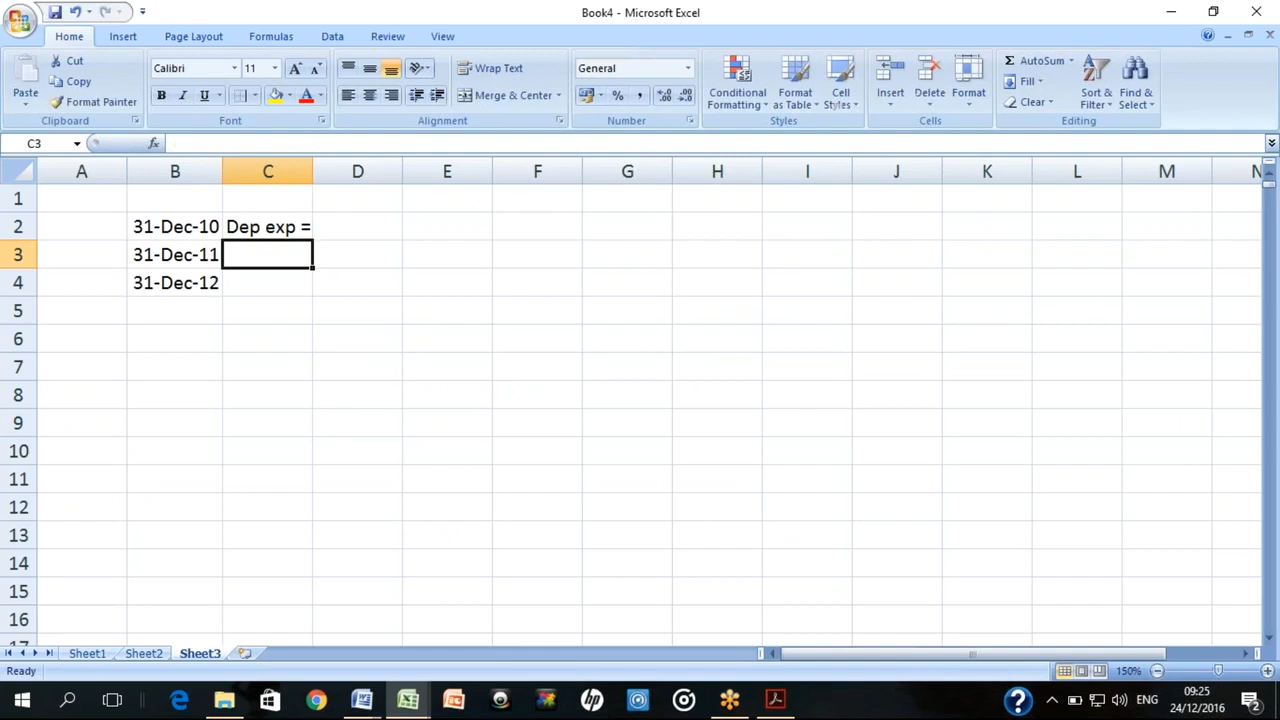 Book4 - Microsoft Excel
Home Insert Page Layout Formulas Data Review View
Paste
Cut
Copy
Format Painter
Clipboard
Calibri 11
B I U
Font
Wrap Text
Merge & Center
Alignment
General
% ,
Number
Conditional Formatting
Format as Table
Cell Styles
Styles
Insert Delete Format
Cells
Σ AutoSum
Fill
Clear
Sort & Filter
Find & Select
Editing
C3 fx
A B C D E F G H I J K L M N
1
2 31-Dec-10 Dep exp =
3 31-Dec-11
4 31-Dec-12
5
6
7
8
9
10
11
12
13
14
15
16
17
Sheet1 Sheet2 Sheet3
Ready 150%
ENG 09:25
24/12/2016